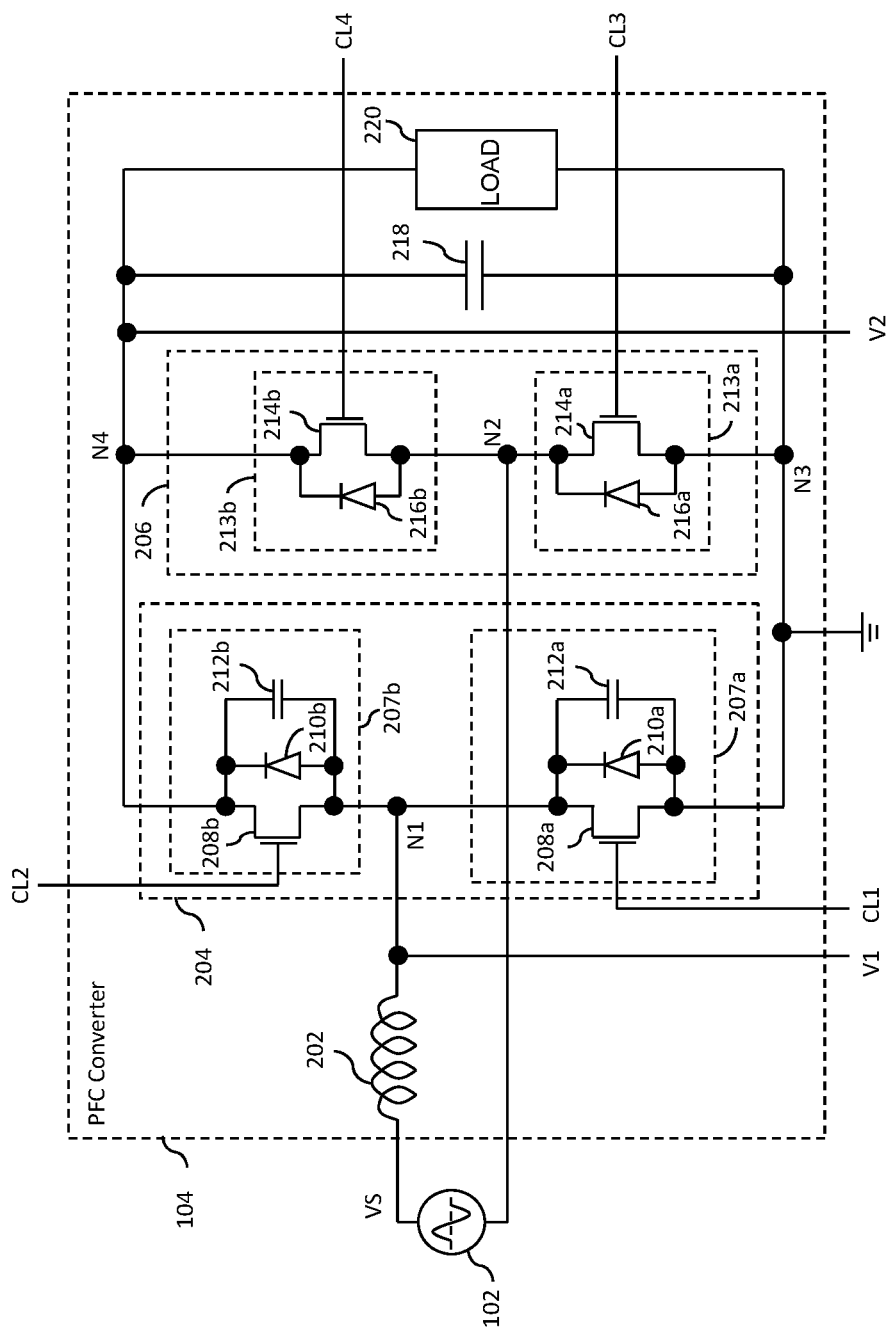 CL4
CL3
220
LOAD
218
V2
N4
206
213b
214b
216b
N2
214a
216a
213a
N3
212b
210b
207b
208b
CL2
204
N1
212a
210a
207a
208a
CL1
V1
PFC Converter
202
104
VS
102